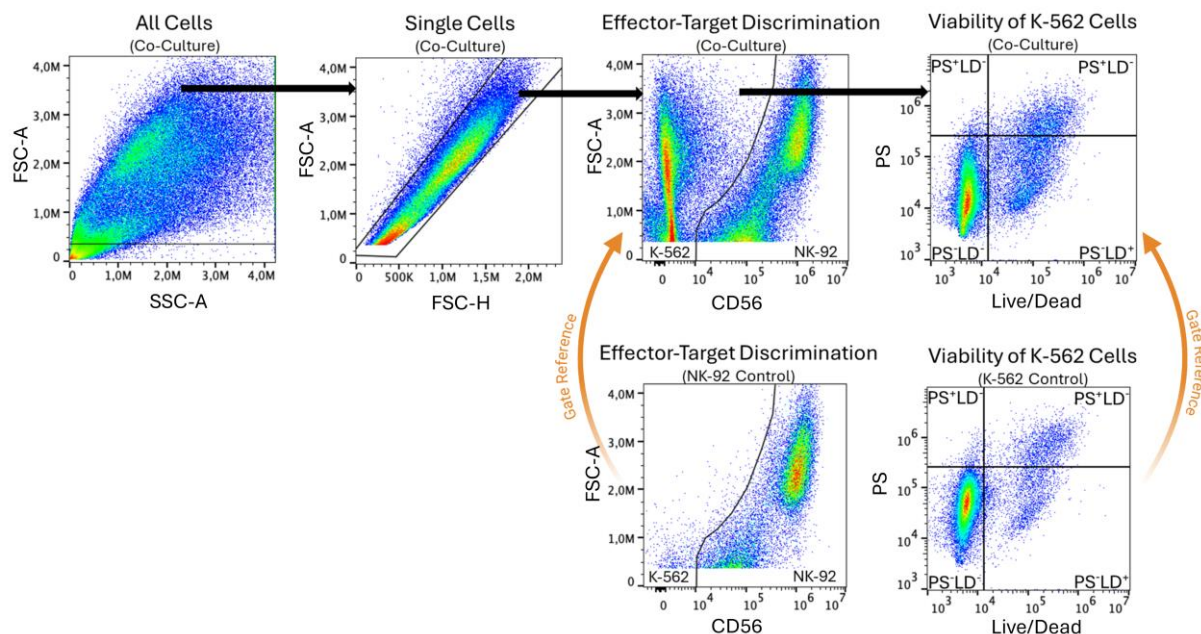 All Cells
(Co-Culture)
FSC-A
4,0M
3,0M
2,0M
1,0M
0
0
1,0M
2,0M
3,0M
4,0M
SSC-A
Single Cells
(Co-Culture)
FSC-A
4,0M
3,0M
2,0M
1,0M
0
0
500K
1,0M
1,5M
2,0M
FSC-H
Effector-Target Discrimination
(Co-Culture)
FSC-A
4,0M
3,0M
2,0M
1,0M
0
K-562
NK-92
0
10⁴
10⁵
10⁶
10⁷
CD56
Viability of K-562 Cells
(Co-Culture)
PS⁺LD⁻
PS⁺LD⁻
PS
10⁶
10⁵
10⁴
10³
PS⁻LD⁻
PS⁻LD⁺
10³
10⁴
10⁵
10⁶
10⁷
Live/Dead
Gate Reference
Gate Reference
Effector-Target Discrimination
(NK-92 Control)
FSC-A
4,0M
3,0M
2,0M
1,0M
0
K-562
NK-92
0
10⁴
10⁵
10⁶
10⁷
CD56
Viability of K-562 Cells
(K-562 Control)
PS⁺LD⁻
PS⁺LD⁻
PS
10⁶
10⁵
10⁴
10³
PS⁻LD⁻
PS⁻LD⁺
10³
10⁴
10⁵
10⁶
10⁷
Live/Dead